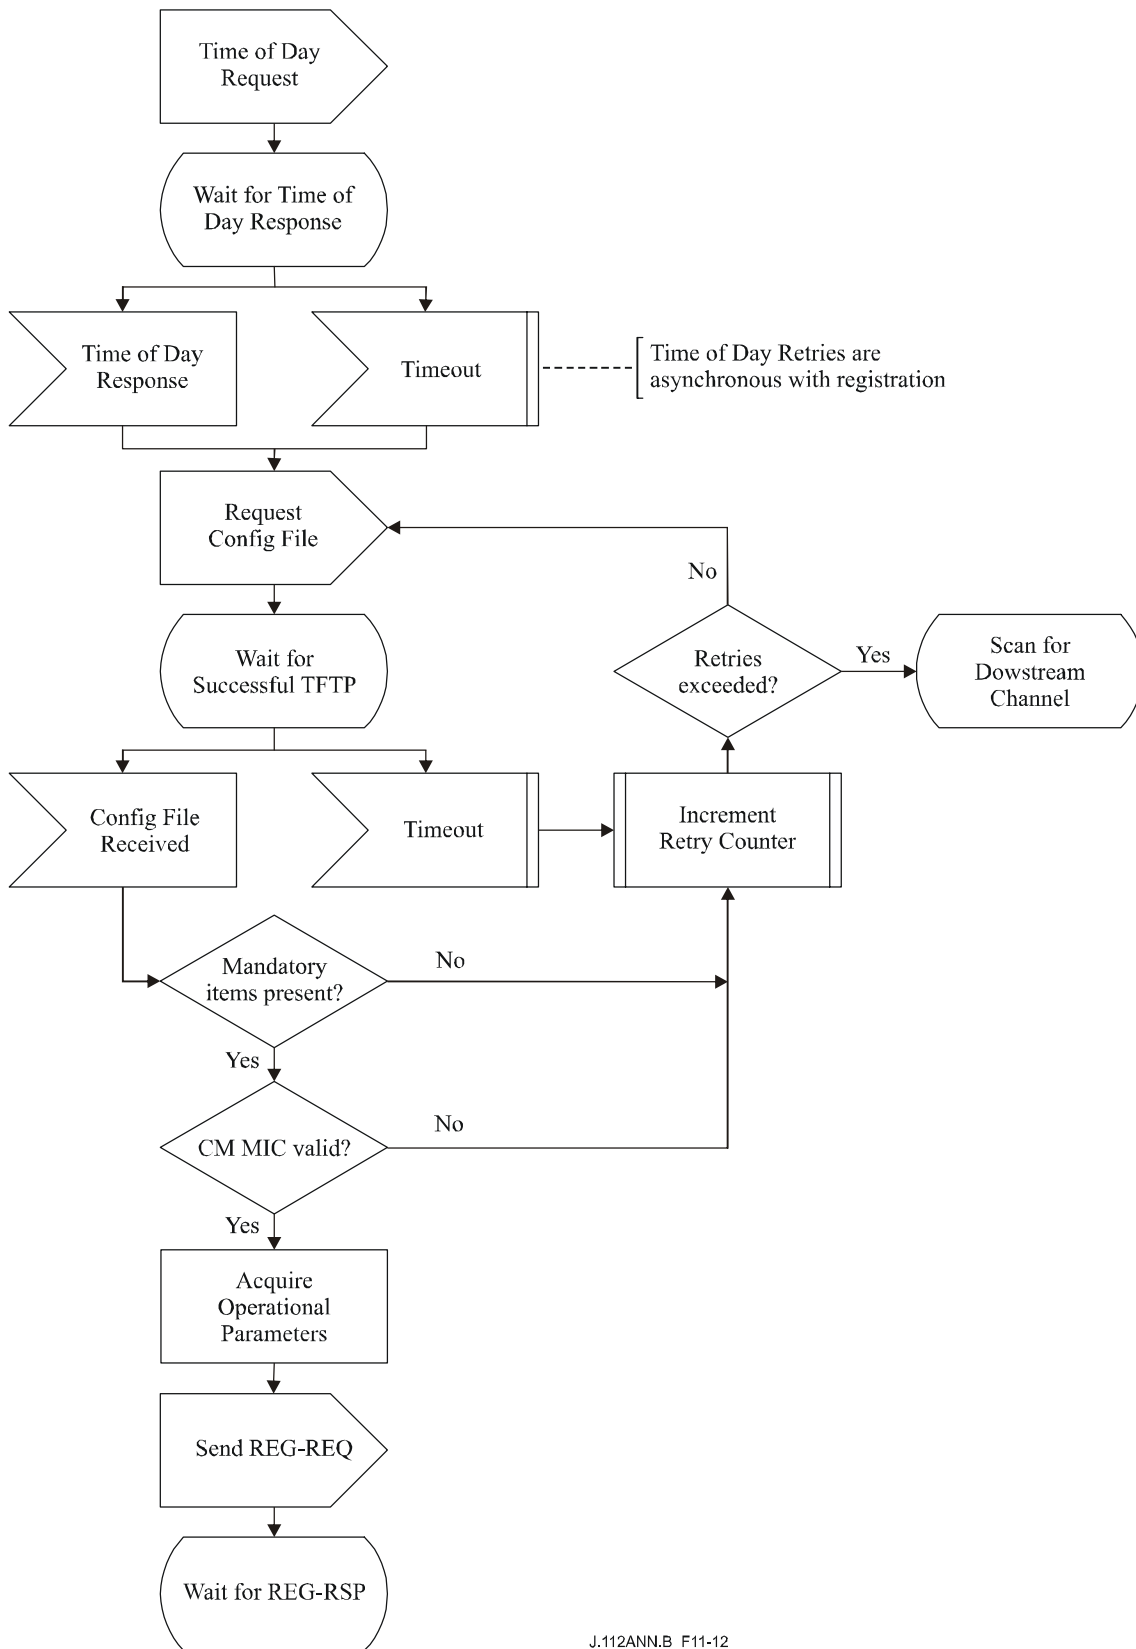 Time of Day
Request
Wait for Time of
Day Response
Time of Day
Response
Timeout
Time of Day Retries are
asynchronous with registration
Request
Config File
No
Wait for
Successful TFTP
Retries
exceeded?
Yes
Scan for
Dowstream
Channel
Config File
Received
Timeout
Increment
Retry Counter
Mandatory
items present?
No
Yes
CM MIC valid?
No
Yes
Acquire
Operational
Parameters
Send REG-REQ
Wait for REG-RSP
J.112ANN.B_F11-12